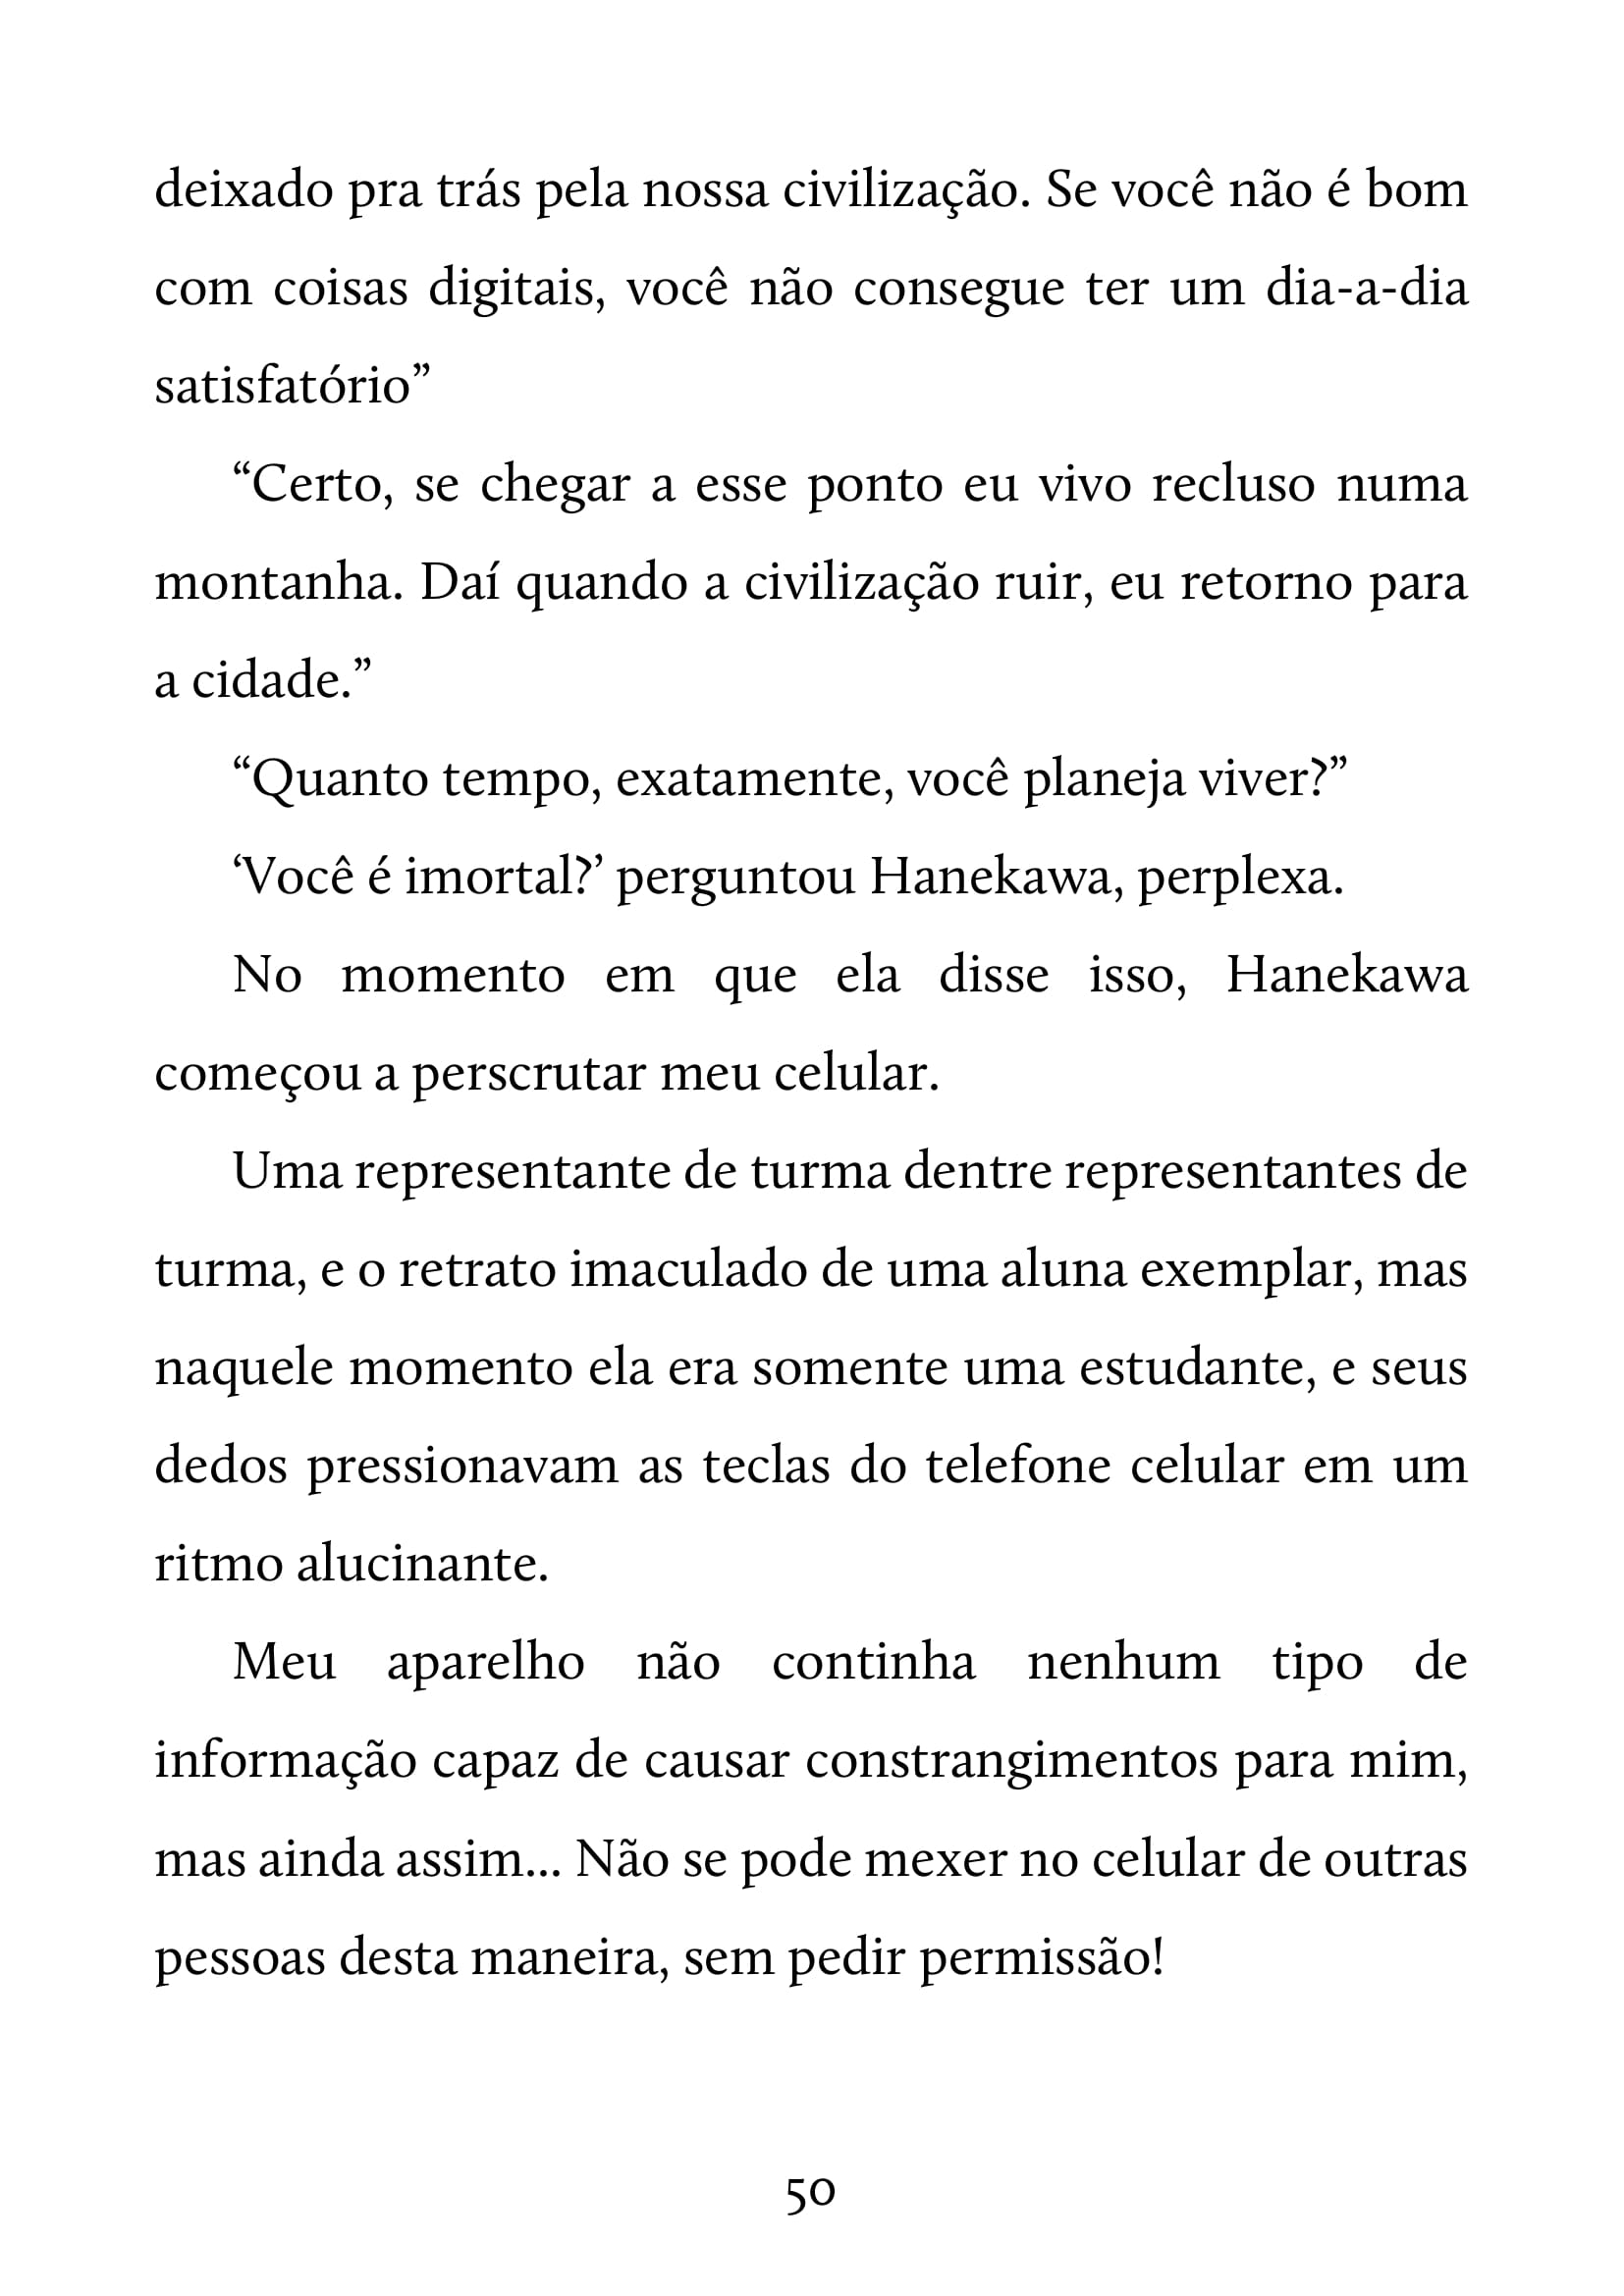 deixado pra trás pela nossa civilização. Se você não é bom
com coisas digitais, você não consegue ter um dia-a-dia
satisfatório”
“Certo, se chegar a esse ponto eu vivo recluso numa
montanha. Daí quando a civilização ruir, eu retorno para
a cidade.”
“Quanto tempo, exatamente, você planeja viver?”
‘Você é imortal?’ perguntou Hanekawa, perplexa.
No momento em que ela disse isso, Hanekawa
começou a perscrutar meu celular.
Uma representante de turma dentre representantes de
turma, e o retrato imaculado de uma aluna exemplar, mas
naquele momento ela era somente uma estudante, e seus
dedos pressionavam as teclas do telefone celular em um
ritmo alucinante.
Meu aparelho não continha nenhum tipo de
informação capaz de causar constrangimentos para mim,
mas ainda assim... Não se pode mexer no celular de outras
pessoas desta maneira, sem pedir permissão!
50